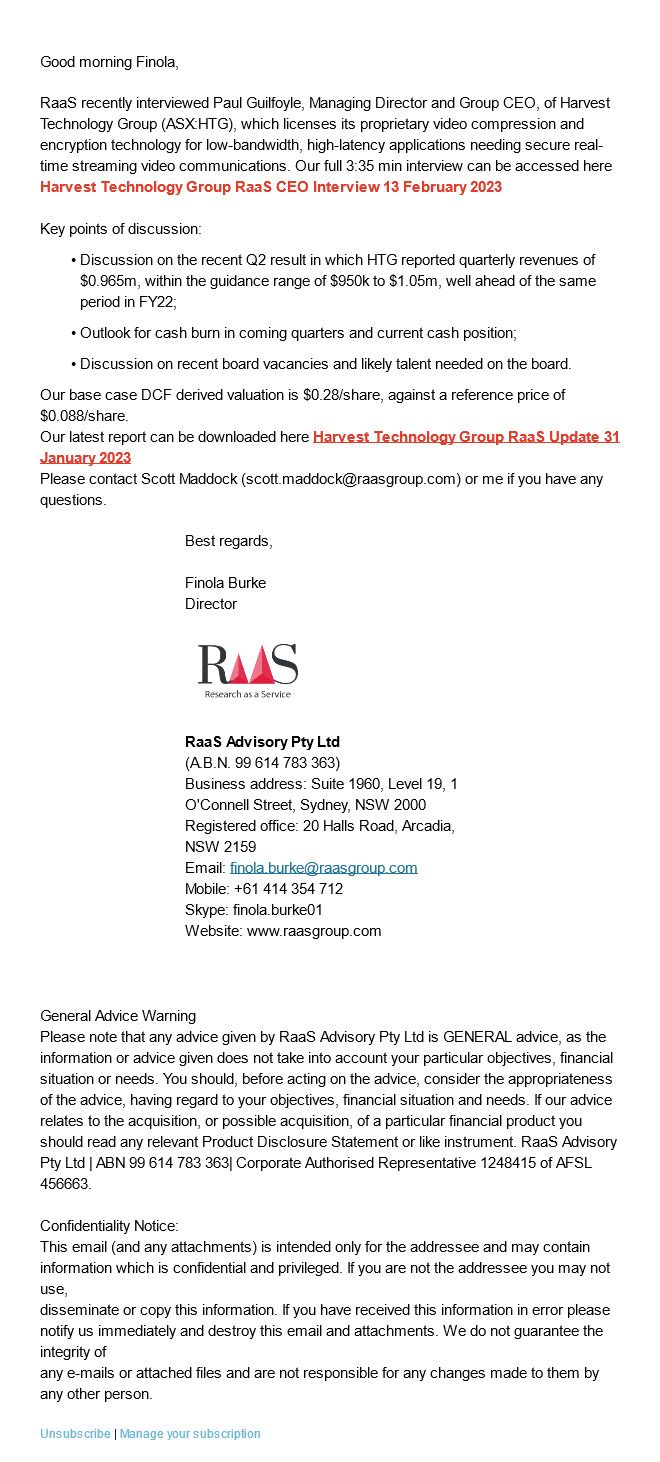 Good morning Finola,
RaaS recently interviewed Paul Guilfoyle, Managing Director and Group CEO, of Harvest
Technology Group (ASX:HTG), which licenses its proprietary video compression and
encryption technology for low-bandwidth, high-latency applications needing secure real-
time streaming video communications. Our full 3:35 min interview can be accessed here
Harvest Technology Group RaaS CEO Interview 13 February 2023
Key points of discussion:
• Discussion on the recent Q2 result in which HTG reported quarterly revenues of
$0.965m, within the guidance range of $950k to $1.05m, well ahead of the same
period in FY22;
• Outlook for cash burn in coming quarters and current cash position;
• Discussion on recent board vacancies and likely talent needed on the board.
Our base case DCF derived valuation is $0.28/share, against a reference price of
$0.088/share.
Our latest report can be downloaded here Harvest Technology Group RaaS Update 31
January 2023
Please contact Scott Maddock (scott.maddock@raasgroup.com) or me if you have any
questions.
Best regards,
Finola Burke
Director
RAAS
Research as a Service
RaaS Advisory Pty Ltd
(A.B.N. 99 614 783 363)
Business address: Suite 1960, Level 19, 1
O'Connell Street, Sydney, NSW 2000
Registered office: 20 Halls Road, Arcadia,
NSW 2159
Email: finola.burke@raasgroup.com
Mobile: +61 414 354 712
Skype: finola.burke01
Website: www.raasgroup.com
General Advice Warning
Please note that any advice given by RaaS Advisory Pty Ltd is GENERAL advice, as the
information or advice given does not take into account your particular objectives, financial
situation or needs. You should, before acting on the advice, consider the appropriateness
of the advice, having regard to your objectives, financial situation and needs. If our advice
relates to the acquisition, or possible acquisition, of a particular financial product you
should read any relevant Product Disclosure Statement or like instrument. RaaS Advisory
Pty Ltd | ABN 99 614 783 363| Corporate Authorised Representative 1248415 of AFSL
456663.
Confidentiality Notice:
This email (and any attachments) is intended only for the addressee and may contain
information which is confidential and privileged. If you are not the addressee you may not
use,
disseminate or copy this information. If you have received this information in error please
notify us immediately and destroy this email and attachments. We do not guarantee the
integrity of
any e-mails or attached files and are not responsible for any changes made to them by
any other person.
Unsubscribe | Manage your subscription